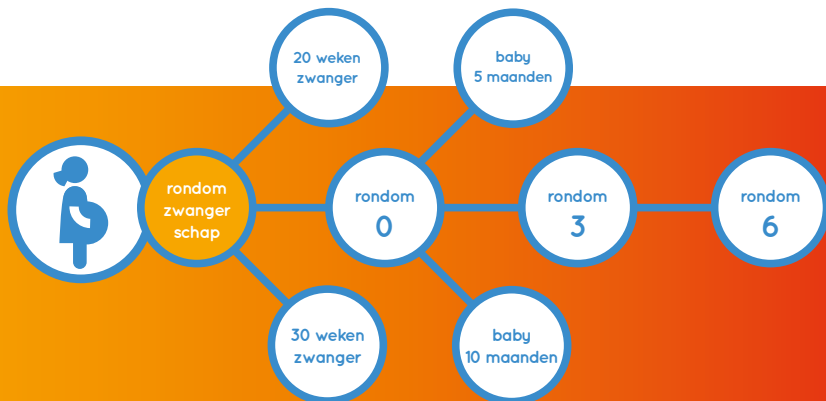 20 weken
zwanger
baby
5 maanden
rondom
zwanger
schap
rondom
0
rondom
3
rondom
6
30 weken
zwanger
baby
10 maanden